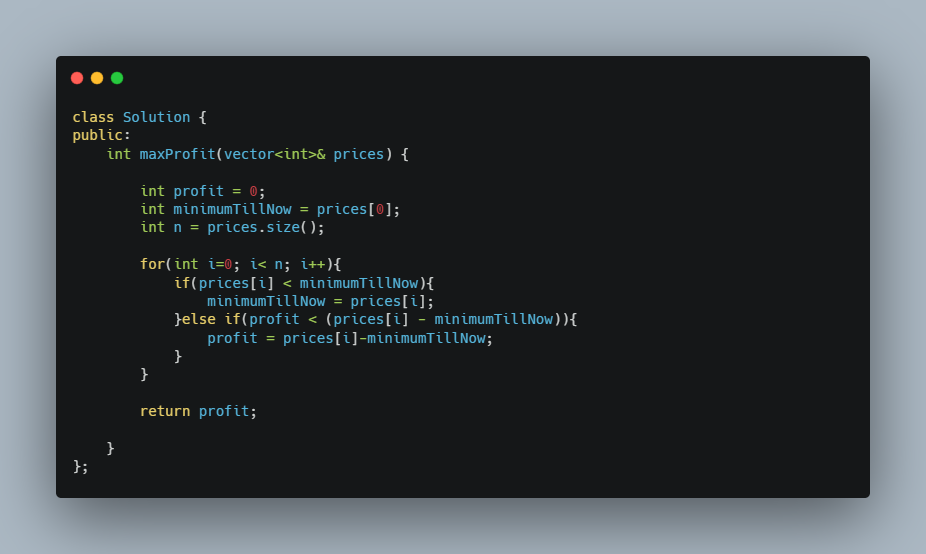 class Solution {
public:
    int maxProfit(vector<int>& prices) {

        int profit = 0;
        int minimumTillNow = prices[0];
        int n = prices.size();

        for(int i=0; i< n; i++){
            if(prices[i] < minimumTillNow){
                minimumTillNow = prices[i];
            }else if(profit < (prices[i] - minimumTillNow)){
                profit = prices[i]-minimumTillNow;
            }
        }

        return profit;

    }
};